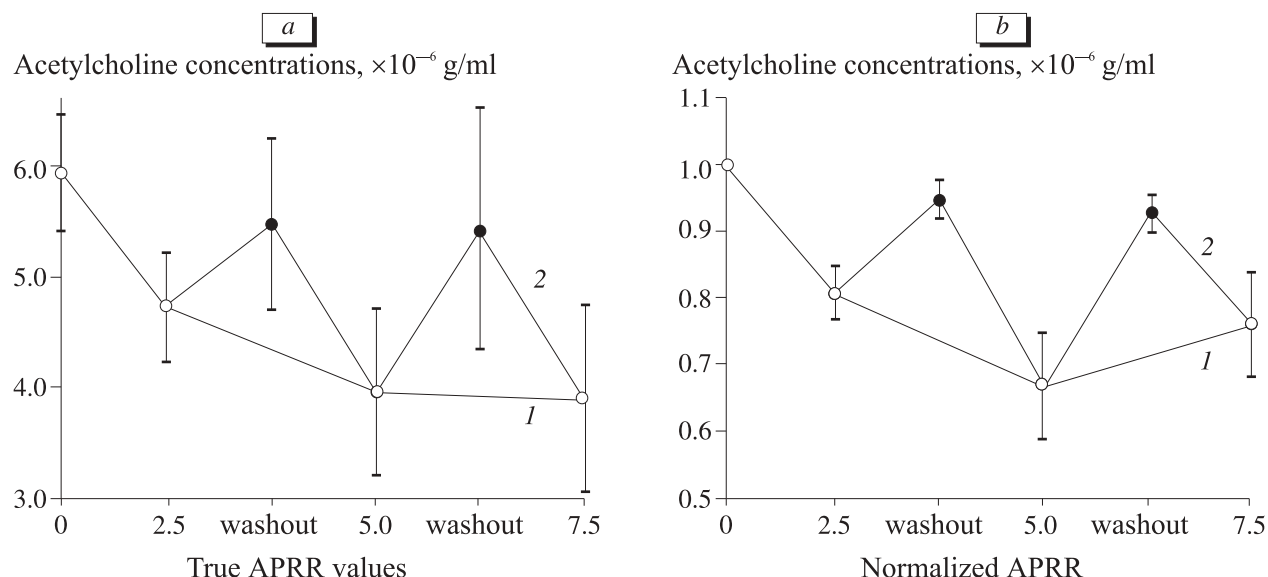 a
Acetylcholine concentrations, ×10⁻⁶ g/ml
6.0
5.0
4.0
3.0
2
1
0 2.5 washout 5.0 washout 7.5
True APRR values
b
Acetylcholine concentrations, ×10⁻⁶ g/ml
1.1
1.0
0.9
0.8
0.7
0.6
0.5
2
1
0 2.5 washout 5.0 washout 7.5
Normalized APRR